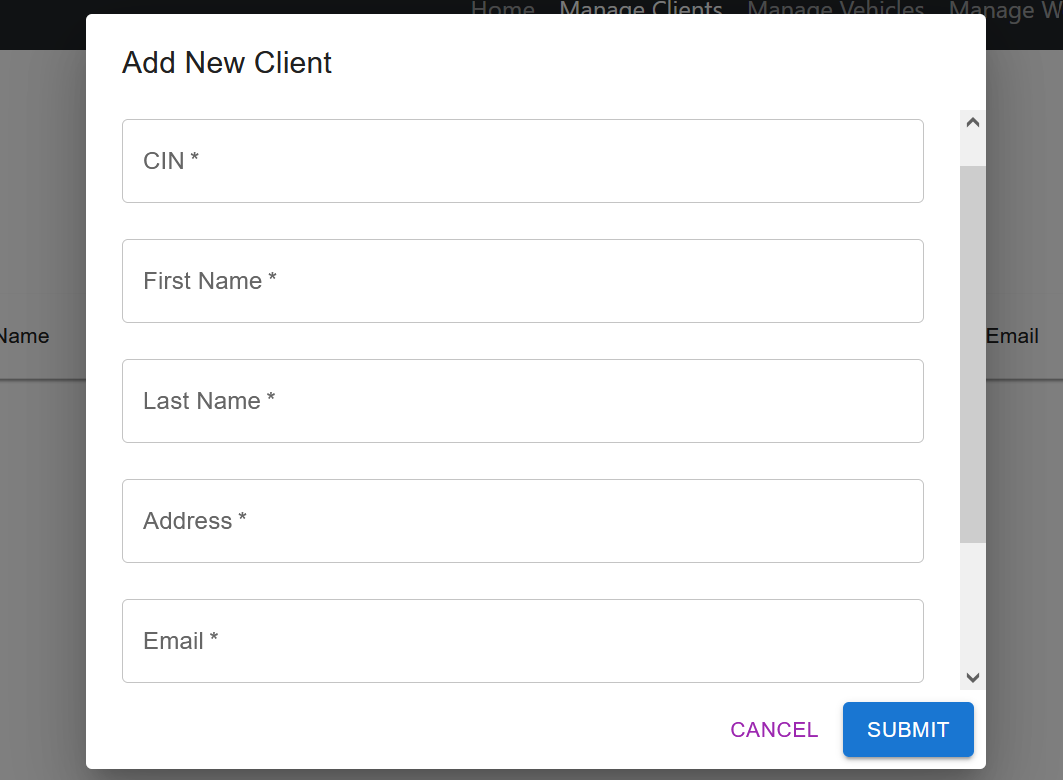 Home Manage Clients Manage Vehicles Manage W
Add New Client
CIN *
First Name *
Name
Email
Last Name *
Address *
Email *
CANCEL SUBMIT